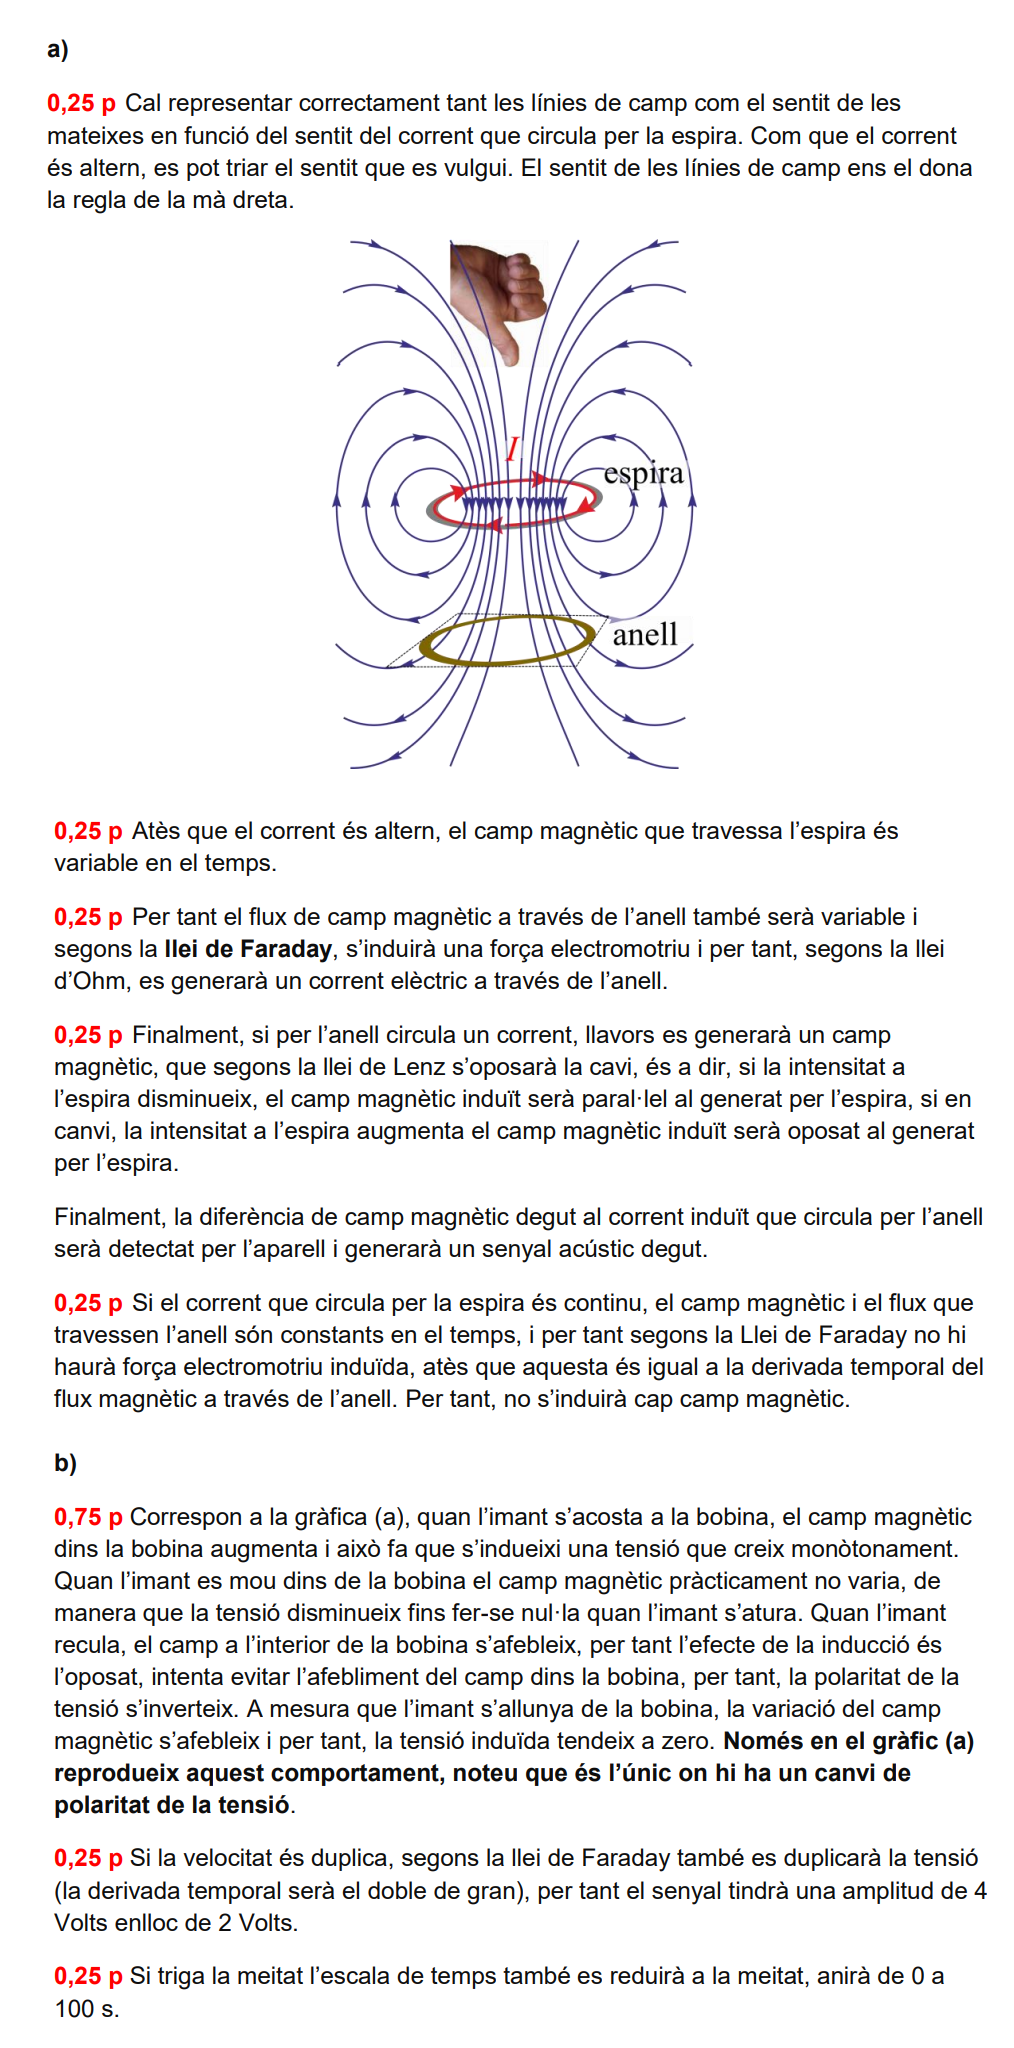 a)
0,25 p Cal representar correctament tant les línies de camp com el sentit de les
mateixes en funció del sentit del corrent que circula per la espira. Com que el corrent
és altern, es pot triar el sentit que es vulgui. El sentit de les línies de camp ens el dona
la regla de la mà dreta.
I
espira
anell
0,25 p Atès que el corrent és altern, el camp magnètic que travessa l’espira és
variable en el temps.
0,25 p Per tant el flux de camp magnètic a través de l’anell també serà variable i
segons la llei de Faraday, s’induirà una força electromotriu i per tant, segons la llei
d’Ohm, es generarà un corrent elèctric a través de l’anell.
0,25 p Finalment, si per l’anell circula un corrent, llavors es generarà un camp
magnètic, que segons la llei de Lenz s’oposarà la cavi, és a dir, si la intensitat a
l’espira disminueix, el camp magnètic induït serà paral·lel al generat per l’espira, si en
canvi, la intensitat a l’espira augmenta el camp magnètic induït serà oposat al generat
per l’espira.
Finalment, la diferència de camp magnètic degut al corrent induït que circula per l’anell
serà detectat per l’aparell i generarà un senyal acústic degut.
0,25 p Si el corrent que circula per la espira és continu, el camp magnètic i el flux que
travessen l’anell són constants en el temps, i per tant segons la Llei de Faraday no hi
haurà força electromotriu induïda, atès que aquesta és igual a la derivada temporal del
flux magnètic a través de l’anell. Per tant, no s’induirà cap camp magnètic.
b)
0,75 p Correspon a la gràfica (a), quan l’imant s’acosta a la bobina, el camp magnètic
dins la bobina augmenta i això fa que s’indueixi una tensió que creix monòtonament.
Quan l’imant es mou dins de la bobina el camp magnètic pràcticament no varia, de
manera que la tensió disminueix fins fer-se nul·la quan l’imant s’atura. Quan l’imant
recula, el camp a l’interior de la bobina s’afebleix, per tant l’efecte de la inducció és
l’oposat, intenta evitar l’afebliment del camp dins la bobina, per tant, la polaritat de la
tensió s’inverteix. A mesura que l’imant s’allunya de la bobina, la variació del camp
magnètic s’afebleix i per tant, la tensió induïda tendeix a zero. Només en el gràfic (a)
reprodueix aquest comportament, noteu que és l’únic on hi ha un canvi de
polaritat de la tensió.
0,25 p Si la velocitat és duplica, segons la llei de Faraday també es duplicarà la tensió
(la derivada temporal serà el doble de gran), per tant el senyal tindrà una amplitud de 4
Volts enlloc de 2 Volts.
0,25 p Si triga la meitat l’escala de temps també es reduirà a la meitat, anirà de 0 a
100 s.